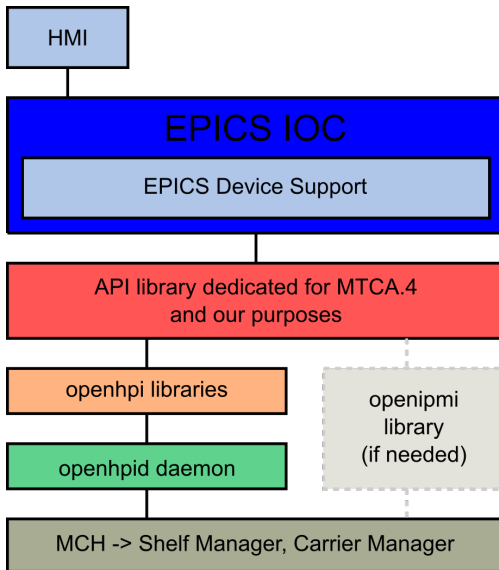 HMI
EPICS IOC
EPICS Device Support
API library dedicated for MTCA.4
and our purposes
openhpi libraries
openipmi
library
(if needed)
openhpid daemon
MCH -> Shelf Manager, Carrier Manager